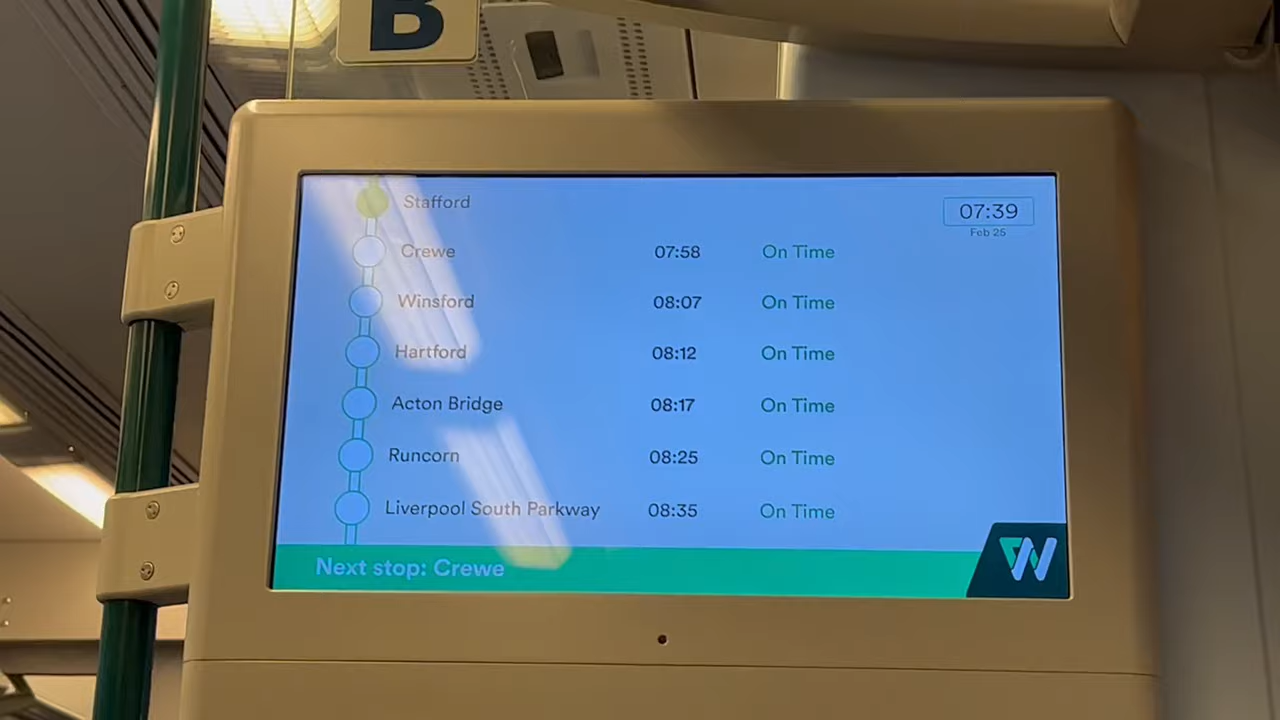 B
Stafford
07:39
Feb 25
Crewe 07:58 On Time
Winsford 08:07 On Time
Hartford 08:12 On Time
Acton Bridge 08:17 On Time
Runcorn 08:25 On Time
Liverpool South Parkway 08:35 On Time
Next stop: Crewe
W